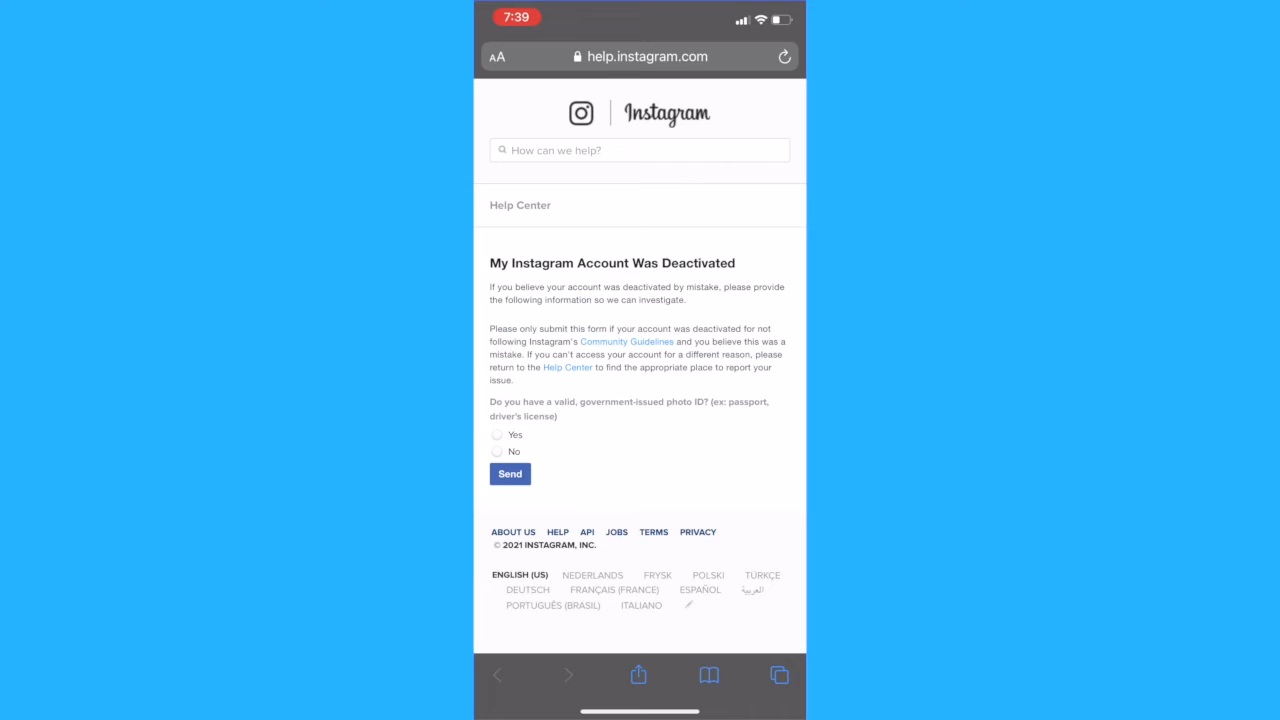 7:39
AA help.instagram.com
Instagram
How can we help?
Help Center
My Instagram Account Was Deactivated
If you believe your account was deactivated by mistake, please provide
the following information so we can investigate.
Please only submit this form if your account was deactivated for not
following Instagram's Community Guidelines and you believe this was a
mistake. If you can't access your account for a different reason, please
return to the Help Center to find the appropriate place to report your
issue.
Do you have a valid, government-issued photo ID? (ex: passport,
driver's license)
Yes
No
Send
ABOUT US HELP API JOBS TERMS PRIVACY
© 2021 INSTAGRAM, INC.
ENGLISH (US) NEDERLANDS FRYSK POLSKI TÜRKÇE
DEUTSCH FRANÇAIS (FRANCE) ESPAÑOL العربية
PORTUGUÊS (BRASIL) ITALIANO